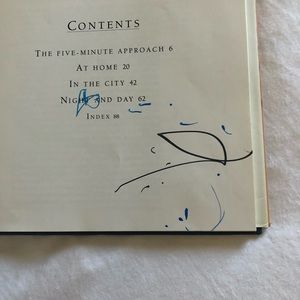 CONTENTS
THE FIVE-MINUTE APPROACH 6
AT HOME 20
IN THE CITY 42
NIGHT AND DAY 62
INDEX 88